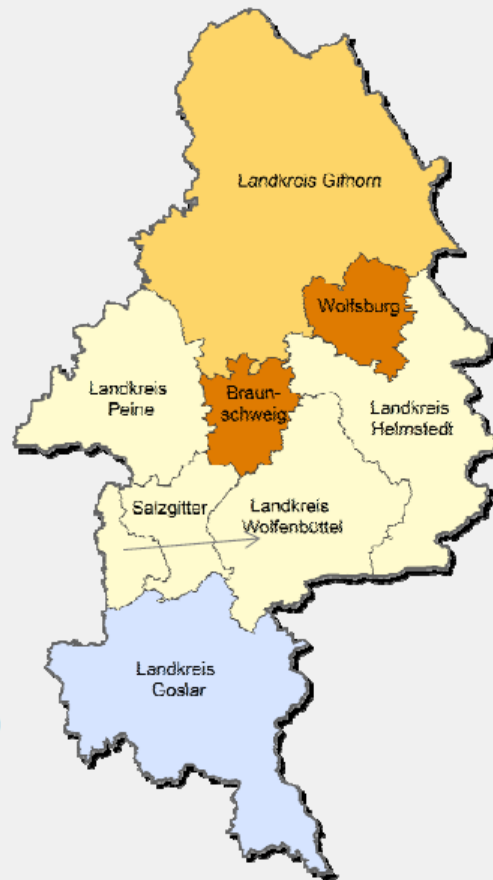 Landkreis Gifhorn
Wolfsburg
Landkreis
Peine
Braun-
schweig
Landkreis
Helmstedt
Salzgitter
Landkreis
Wolfenbüttel
Landkreis
Goslar